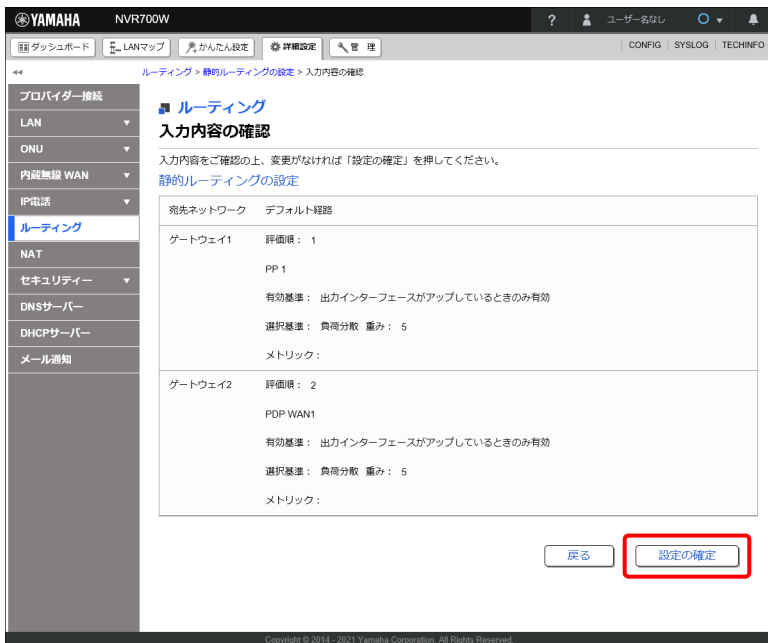 YAMAHA NVR700W ? ユーザー名なし
ダッシュボード LANマップ かんたん設定 詳細設定 管 理 CONFIG SYSLOG TECHINFO
ルーティング > 静的ルーティングの設定 > 入力内容の確認
プロバイダー接続
LAN
ONU
内蔵無線 WAN
IP電話
ルーティング
NAT
セキュリティー
DNSサーバー
DHCPサーバー
メール通知
ルーティング
入力内容の確認
入力内容をご確認の上、変更がなければ「設定の確定」を押してください。
静的ルーティングの設定
宛先ネットワーク デフォルト経路
ゲートウェイ1 評価順： 1
PP 1
有効基準： 出力インターフェースがアップしているときのみ有効
選択基準： 負荷分散 重み： 5
メトリック：
ゲートウェイ2 評価順： 2
PDP WAN1
有効基準： 出力インターフェースがアップしているときのみ有効
選択基準： 負荷分散 重み： 5
メトリック：
戻る 設定の確定
Copyright © 2014 - 2021 Yamaha Corporation. All Rights Reserved.